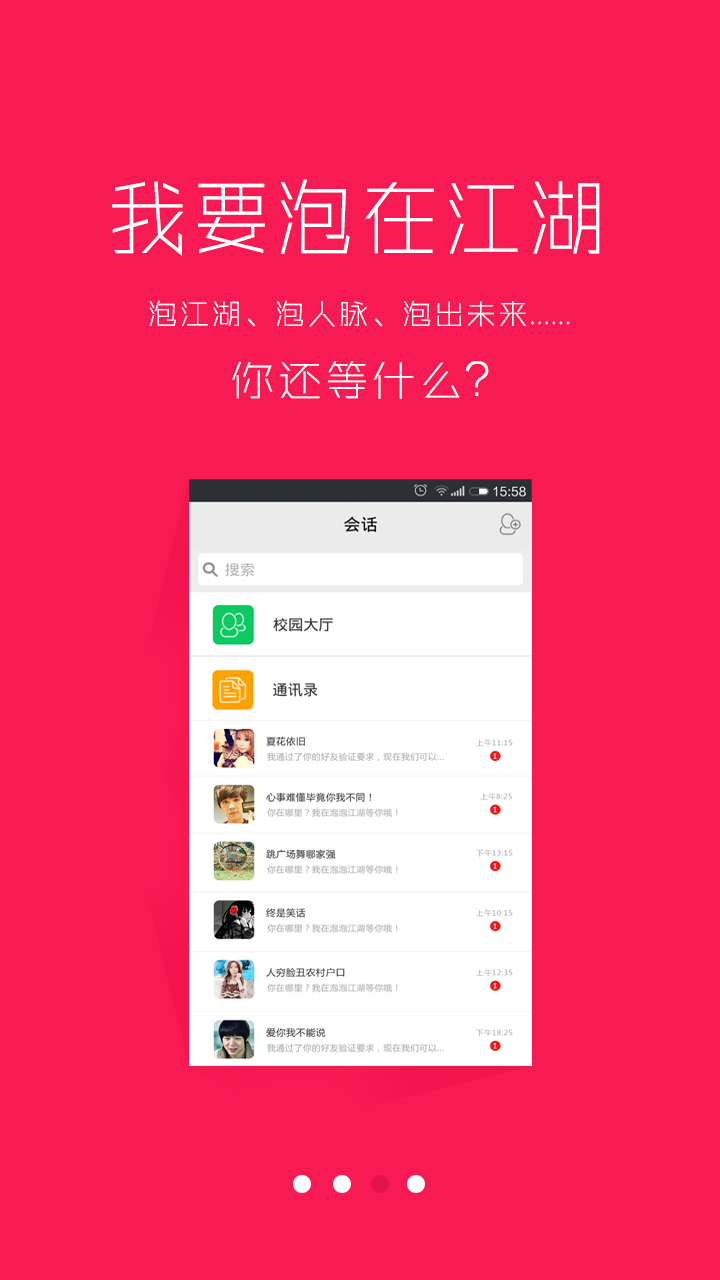 我要泡在江湖
泡江湖、泡人脉、泡出未来......
你还等什么？
15:58
会话
搜索
校园大厅
通讯录
夏花依旧 上午11:15
我通过了你的好友验证要求，现在我们可以... 1
心事难懂毕竟你我不同！ 上午8:25
你在哪里？我在泡泡江湖等你哦！ 1
跳广场舞哪家强 下午13:15
你在哪里？我在泡泡江湖等你哦！ 1
终是笑话 上午10:15
你在哪里？我在泡泡江湖等你哦！ 1
人穷脸丑农村户口 上午12:35
你在哪里？我在泡泡江湖等你哦！ 1
爱你我不能说 下午18:25
我通过了你的好友验证要求，现在我们可以... 1